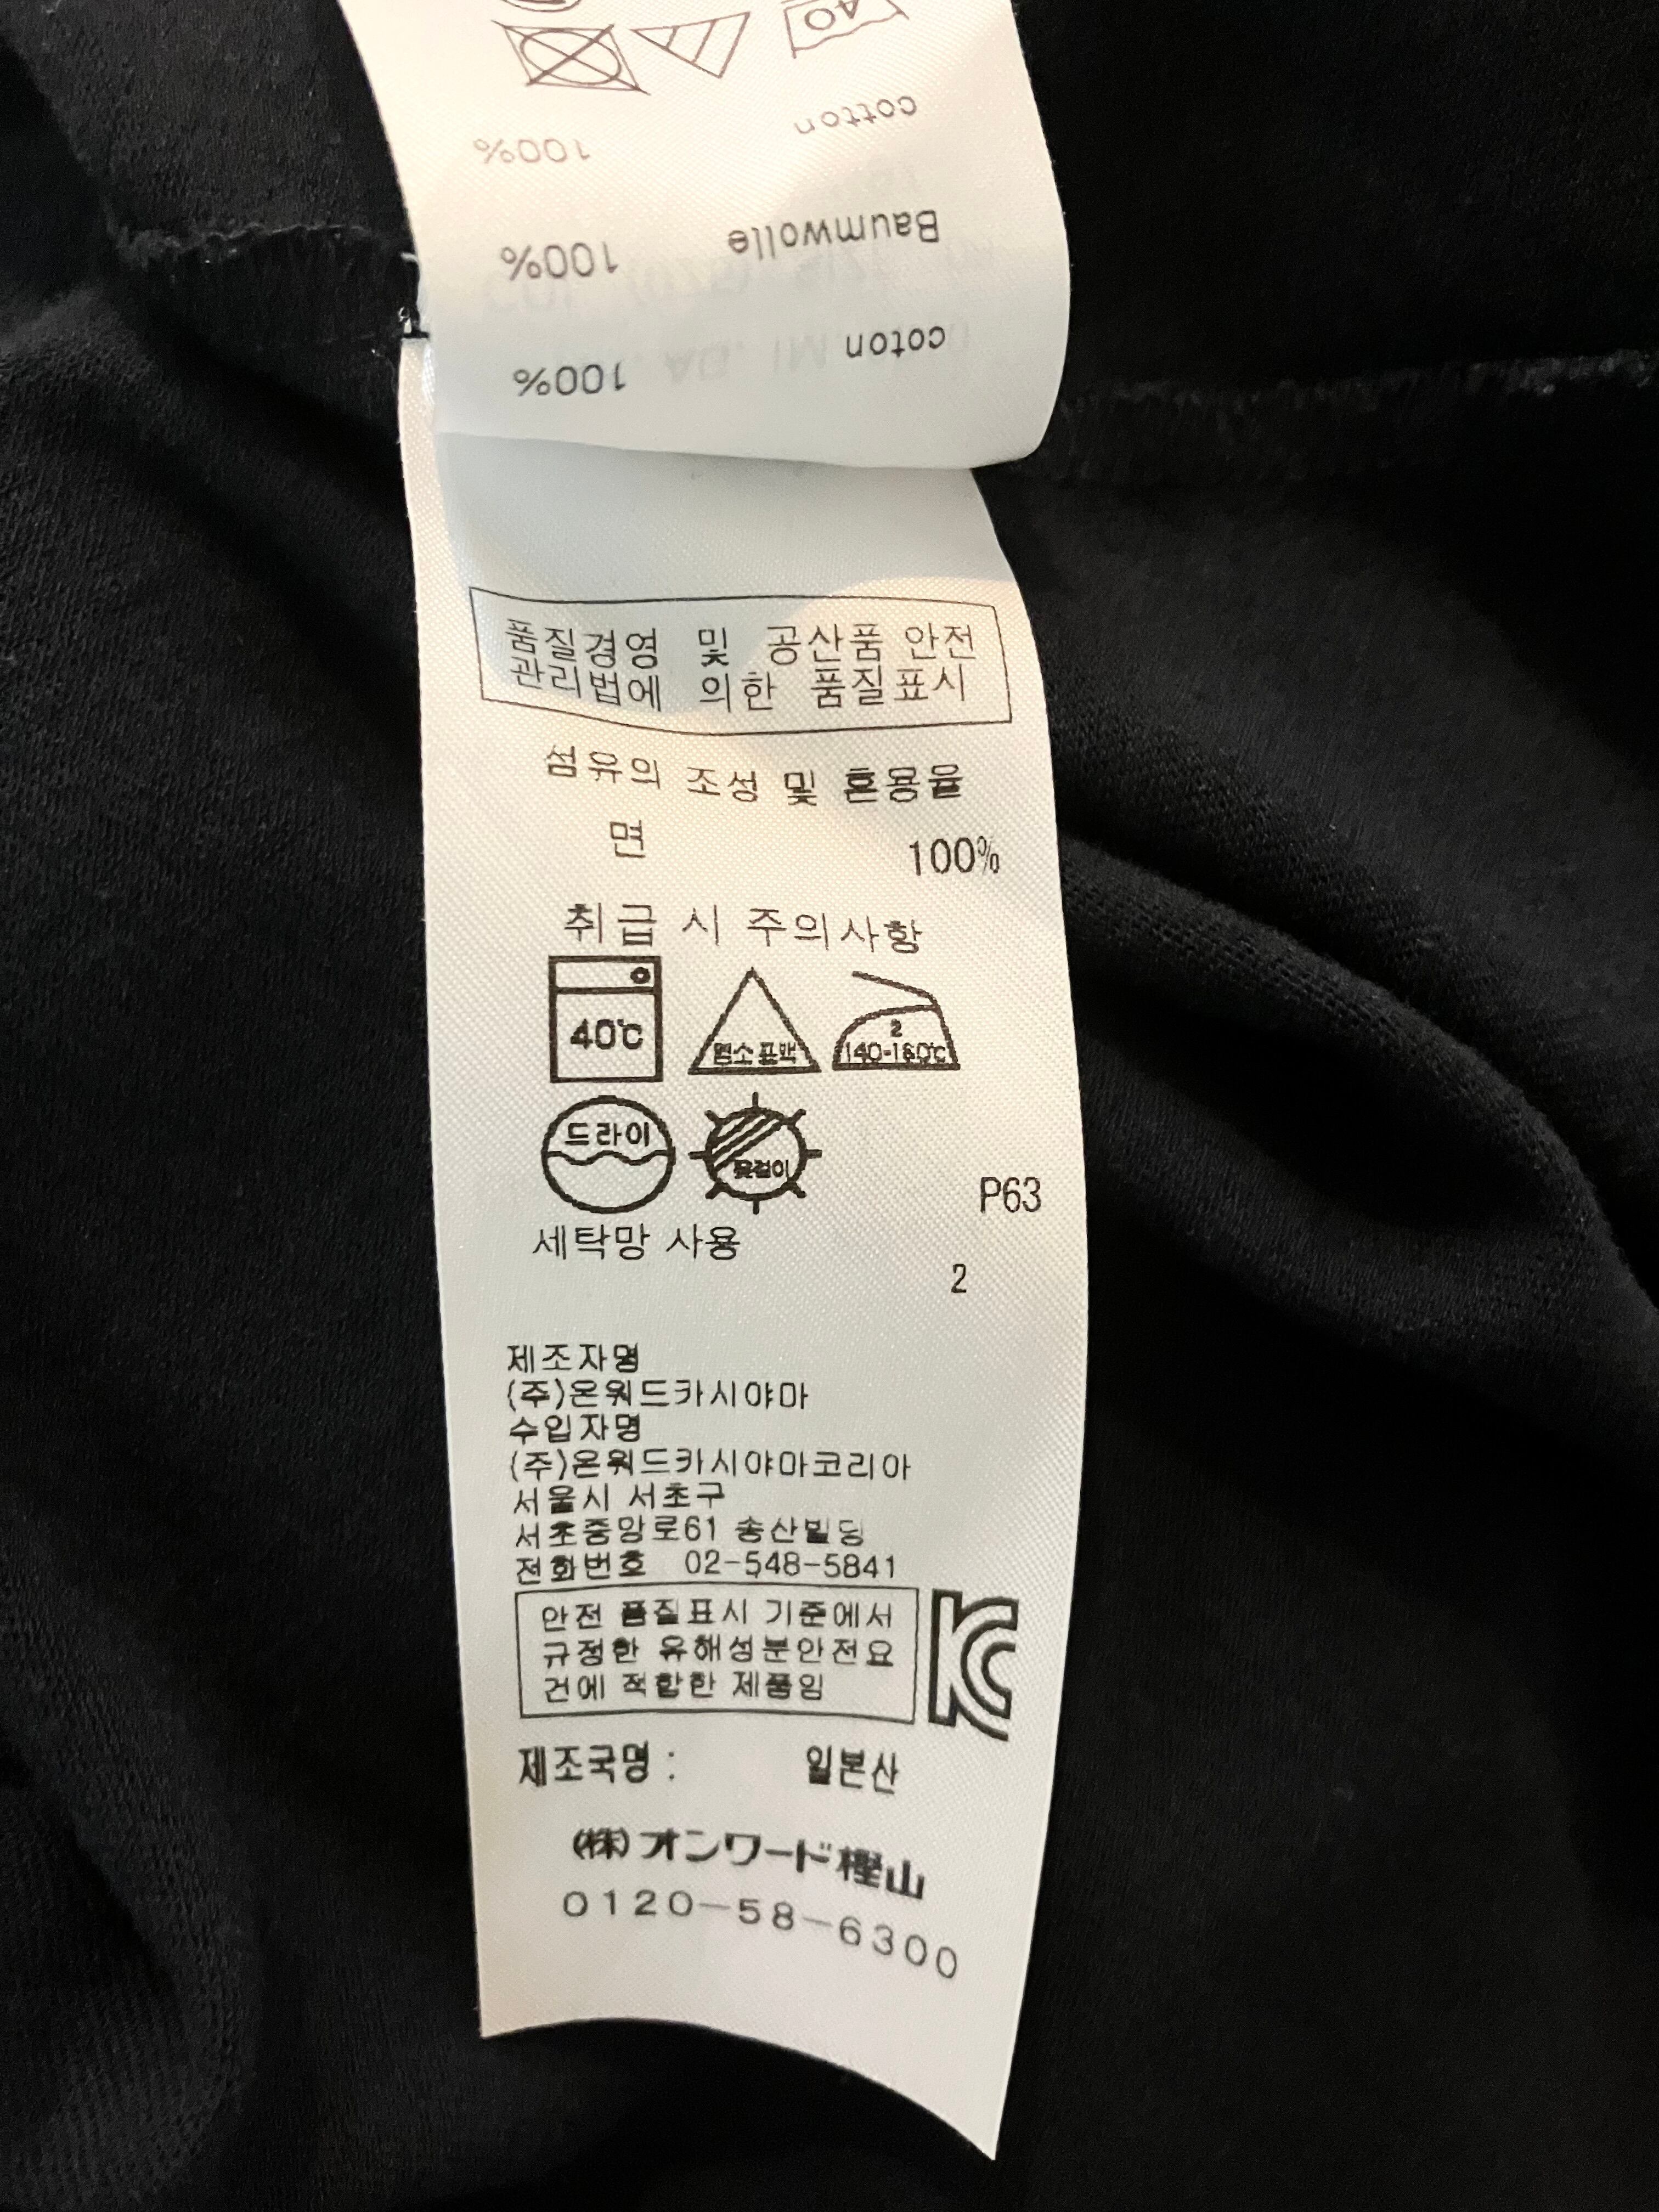 40
cotton 100%
Baumwolle 100%
coton 100%
품질경영 및 공산품 안전
관리법에 의한 품질표시
섬유의 조성 및 혼용율
면 100%
취급 시 주의사항
40℃
염소표백
2
140-160℃
드라이
옷걸이
P63
세탁망 사용
2
제조자명
(주)온워드카시야마
수입자명
(주)온워드카시야마코리아
서울시 서초구
서초중앙로61 송산빌딩
전화번호 02-548-5841
안전 품질표시 기준에서
규정한 유해성분안전요
건에 적합한 제품임
KC
제조국명 : 일본산
(株)オンワード樫山
0120-58-6300